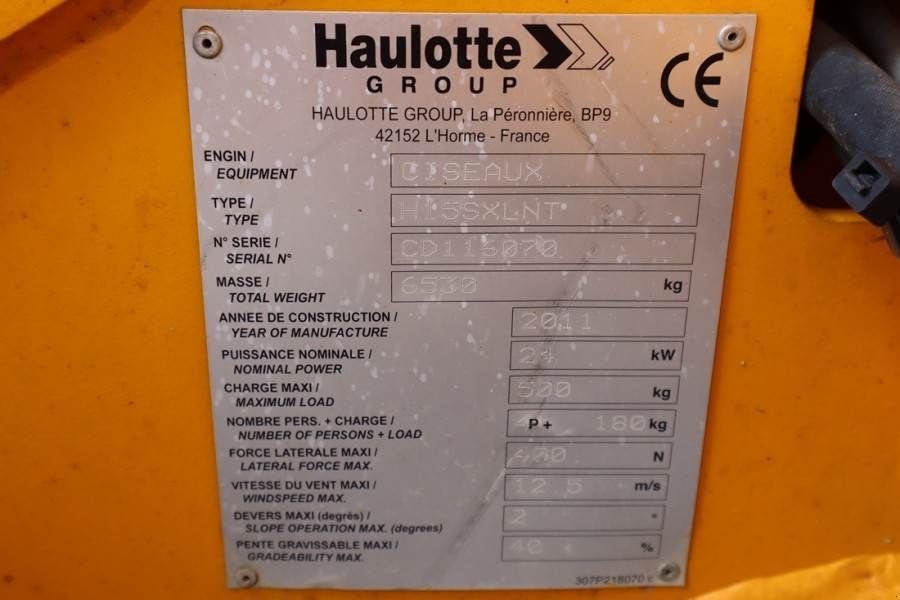 Haulotte
GROUP
CE
HAULOTTE GROUP, La Péronnière, BP9
42152 L'Horme - France
ENGIN /
EQUIPMENT
CISEAUX
TYPE /
TYPE
H15SXLNT
N° SERIE /
SERIAL N°
CD115070
MASSE /
TOTAL WEIGHT
6530 kg
ANNEE DE CONSTRUCTION /
YEAR OF MANUFACTURE
2011
PUISSANCE NOMINALE /
NOMINAL POWER
24 kW
CHARGE MAXI /
MAXIMUM LOAD
500 kg
NOMBRE PERS. + CHARGE /
NUMBER OF PERSONS + LOAD
4 P + 180 kg
FORCE LATERALE MAXI /
LATERAL FORCE MAX.
400 N
VITESSE DU VENT MAXI /
WINDSPEED MAX.
12.5 m/s
DEVERS MAXI (degrés) /
SLOPE OPERATION MAX. (degrees)
2 °
PENTE GRAVISSABLE MAXI /
GRADEABILITY MAX.
40 %
307P218070 c